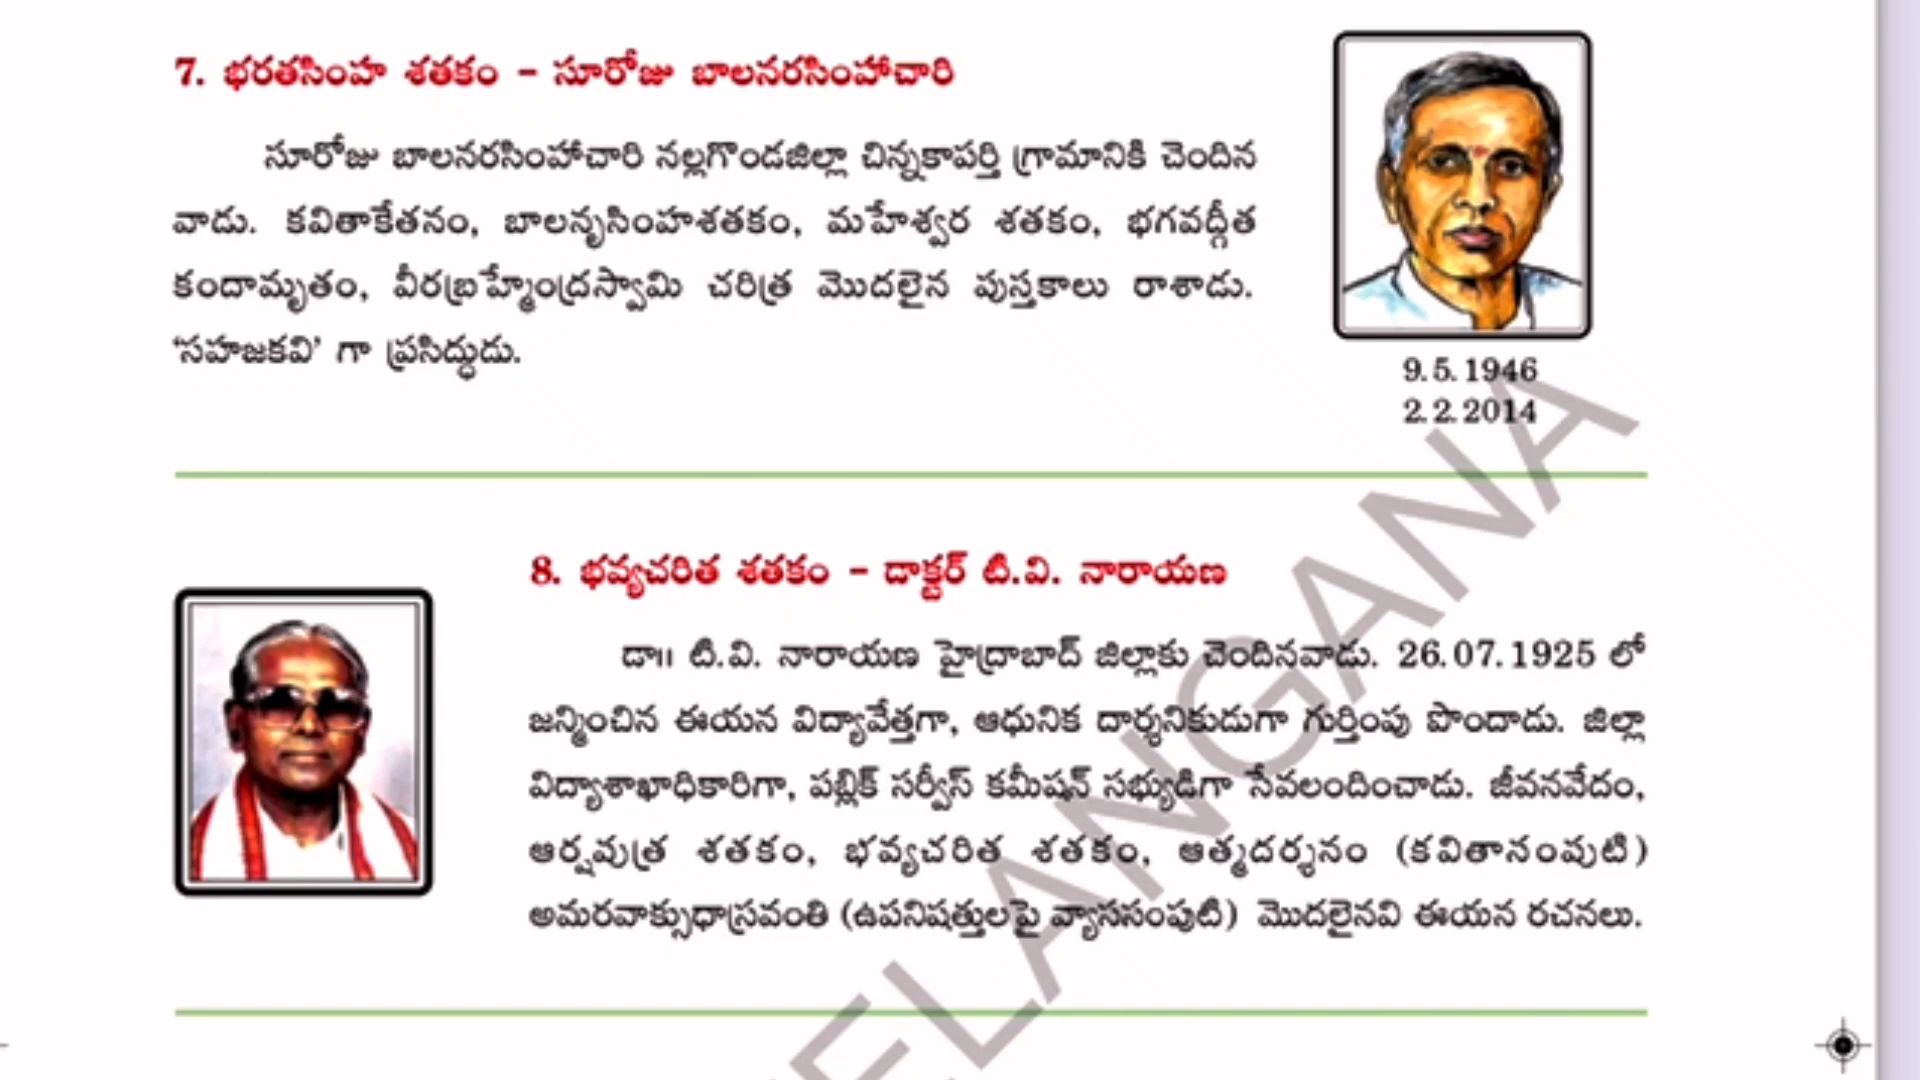 7. భరతసింహ శతకం - సూరోజు బాలనరసింహాచారి
సూరోజు బాలనరసింహాచారి నల్లగొండజిల్లా చిన్నకాపర్తి గ్రామానికి చెందిన
వాడు. కవితాకేతనం, బాలనృసింహశతకం, మహేశ్వర శతకం, భగవద్గీత
కందామృతం, వీరబ్రహ్మేంద్రస్వామి చరిత్ర మొదలైన పుస్తకాలు రాశాడు.
‘సహజకవి’ గా ప్రసిద్ధుడు.
9.5.1946
2.2.2014
8. భవ్యచరిత శతకం - డాక్టర్ టి.వి. నారాయణ
డా॥ టి.వి. నారాయణ హైద్రాబాద్ జిల్లాకు చెందినవాడు. 26.07.1925 లో
జన్మించిన ఈయన విద్యావేత్తగా, ఆధునిక దార్శనికుడుగా గుర్తింపు పొందాడు. జిల్లా
విద్యాశాఖాధికారిగా, పబ్లిక్ సర్వీస్ కమీషన్ సభ్యుడిగా సేవలందించాడు. జీవనవేదం,
ఆర్షపుత్ర శతకం, భవ్యచరిత శతకం, ఆత్మదర్శనం (కవితాసంపుటి)
అమరవాక్సుధాస్రవంతి (ఉపనిషత్తులపై వ్యాససంపుటి) మొదలైనవి ఈయన రచనలు.
ELANGANA